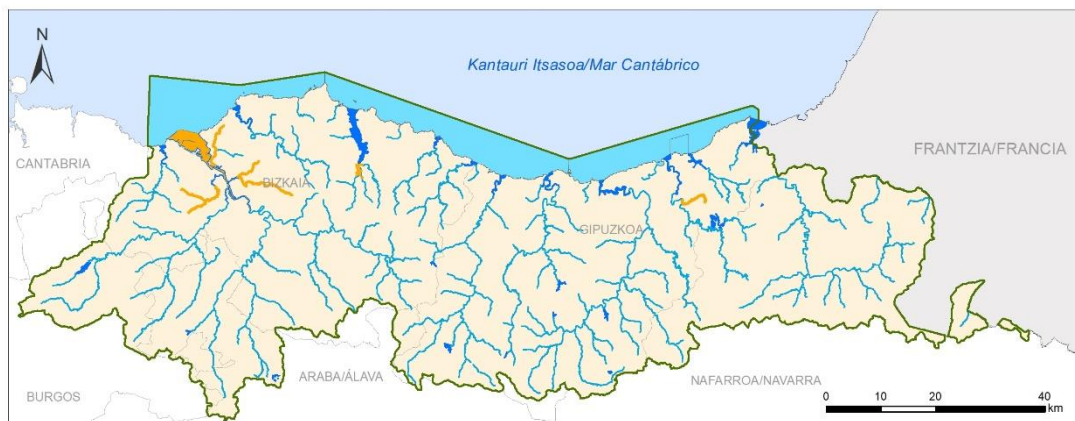 N
Kantauri Itsasoa/Mar Cantábrico
CANTABRIA
FRANTZIA/FRANCIA
BIZKAIA
GIPUZKOA
ARABA/ÁLAVA
NAFARROA/NAVARRA
BURGOS
0 10 20 40
km